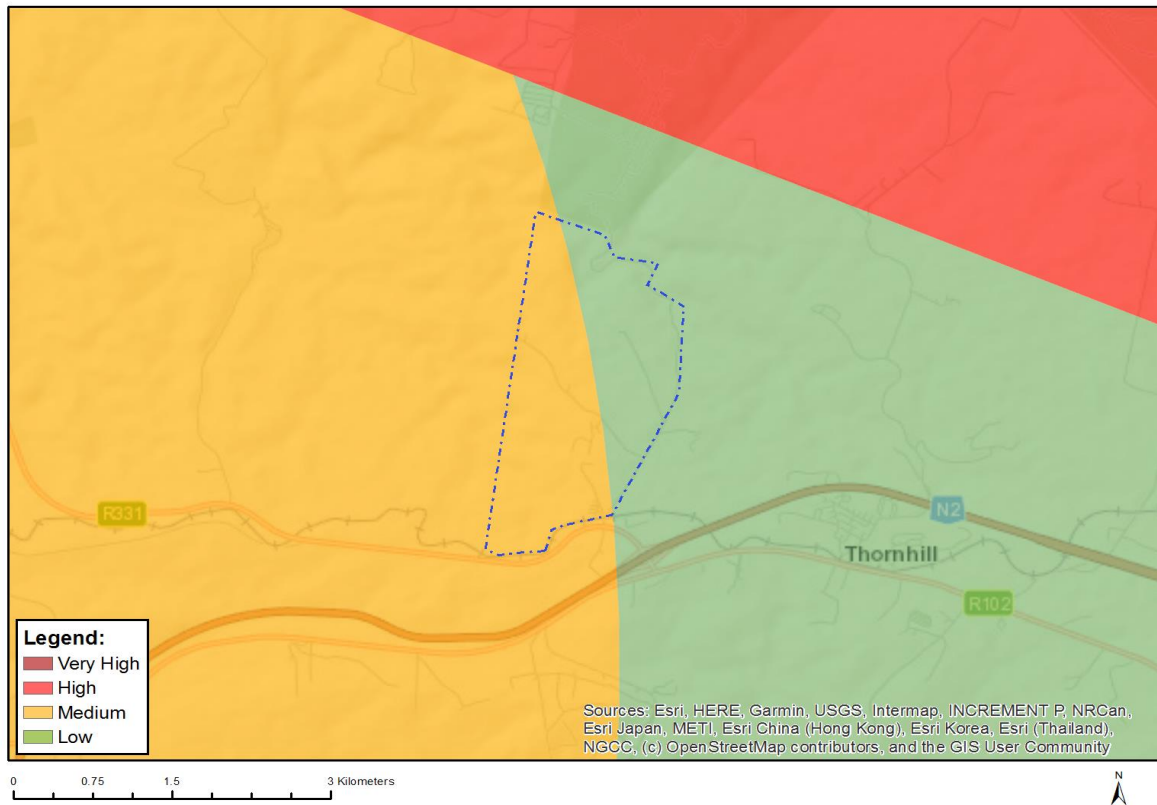 R331
N2
Thornhill
R102
Legend:
Very High
High
Medium
Low
Sources: Esri, HERE, Garmin, USGS, Intermap, INCREMENT P, NRCan,
Esri Japan, METI, Esri China (Hong Kong), Esri Korea, Esri (Thailand),
NGCC, (c) OpenStreetMap contributors, and the GIS User Community
0 0.75 1.5 3 Kilometers
N